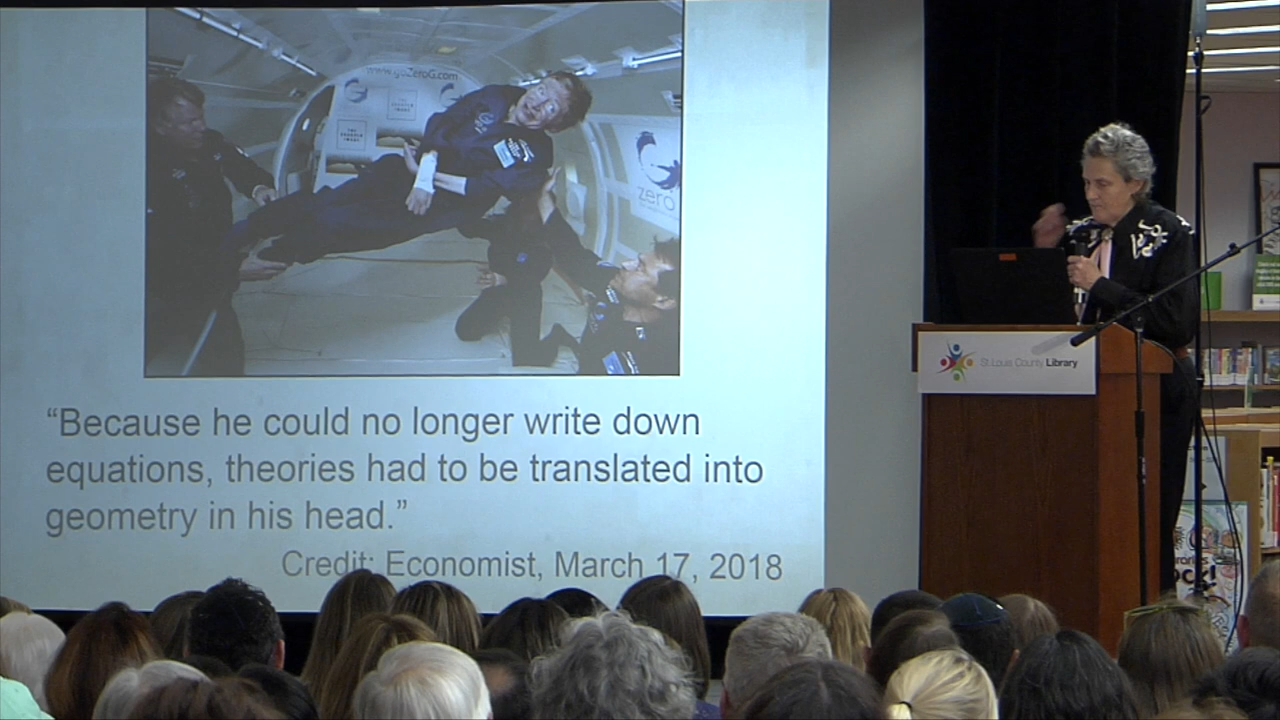 www.goZeroG.com
zero
“Because he could no longer write down
equations, theories had to be translated into
geometry in his head.”
Credit: Economist, March 17, 2018
St. Louis County Library